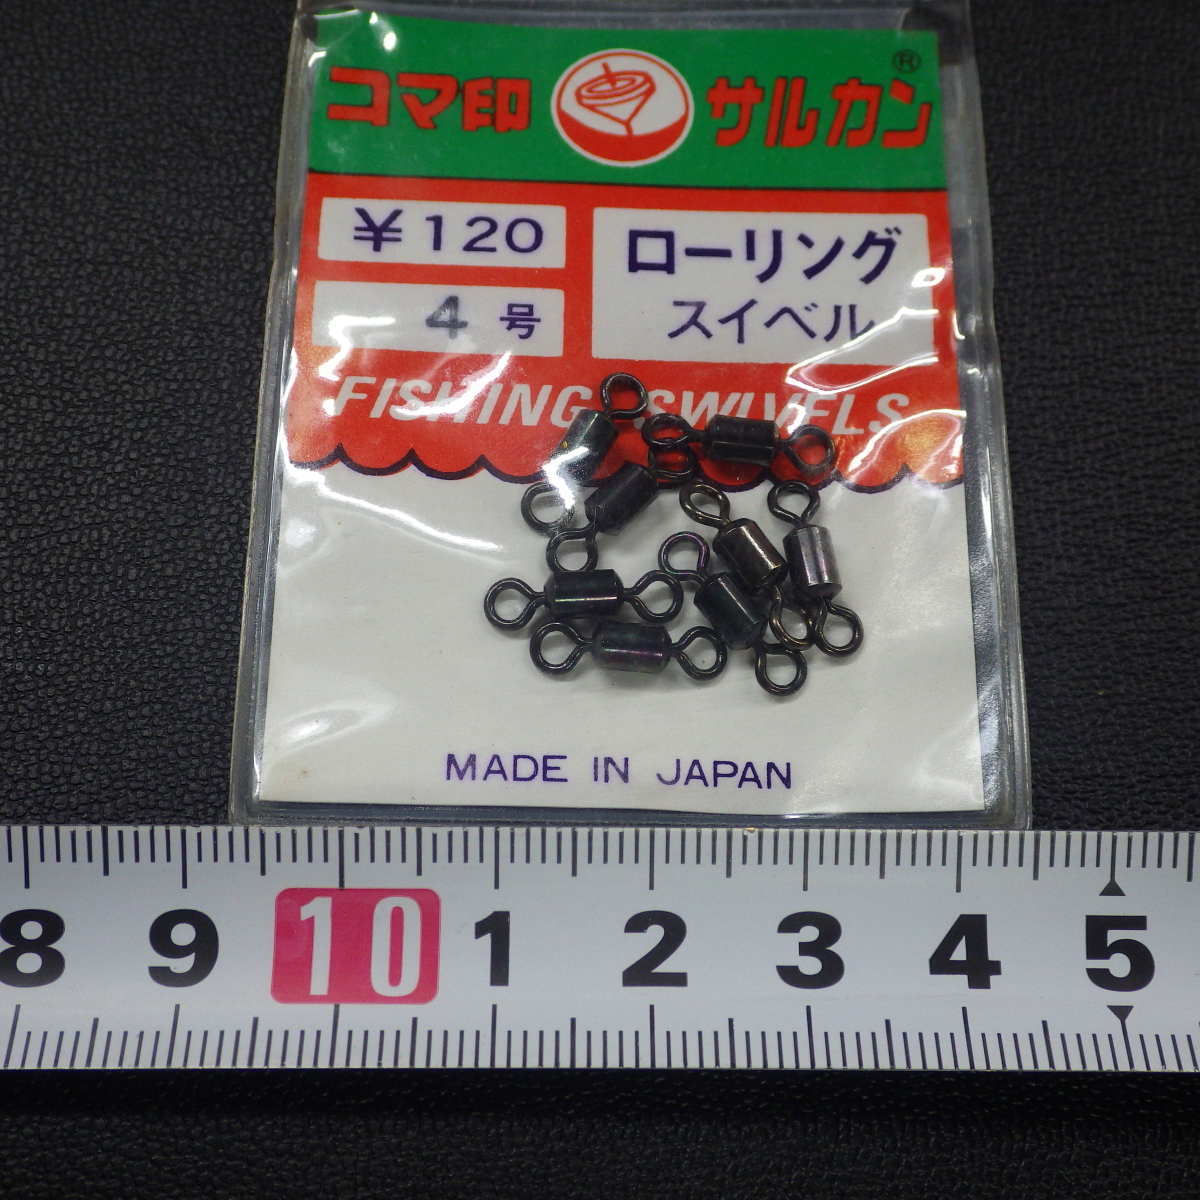 コマ印 サルカン®
¥120
4号
ローリング
スイベル
FISHING SWIVELS
MADE IN JAPAN
8 9 10 1 2 3 4 5